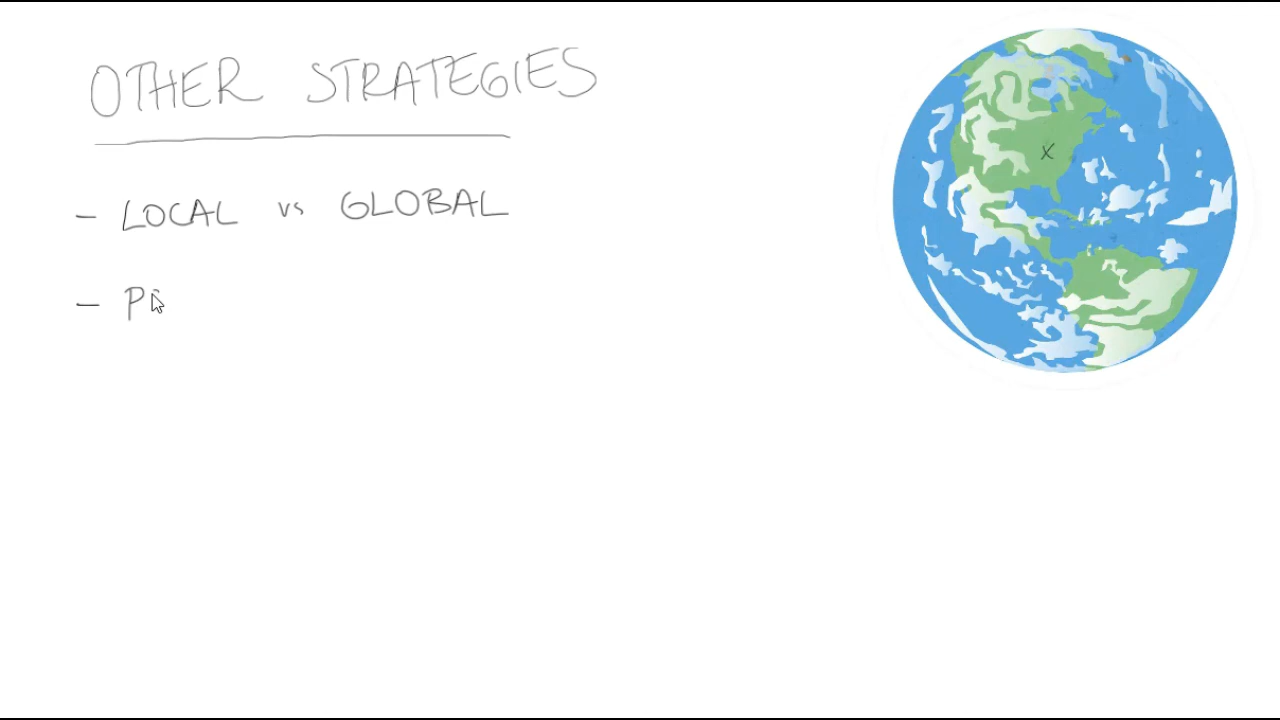 OTHER STRATEGIES
- LOCAL vs GLOBAL
- P
X